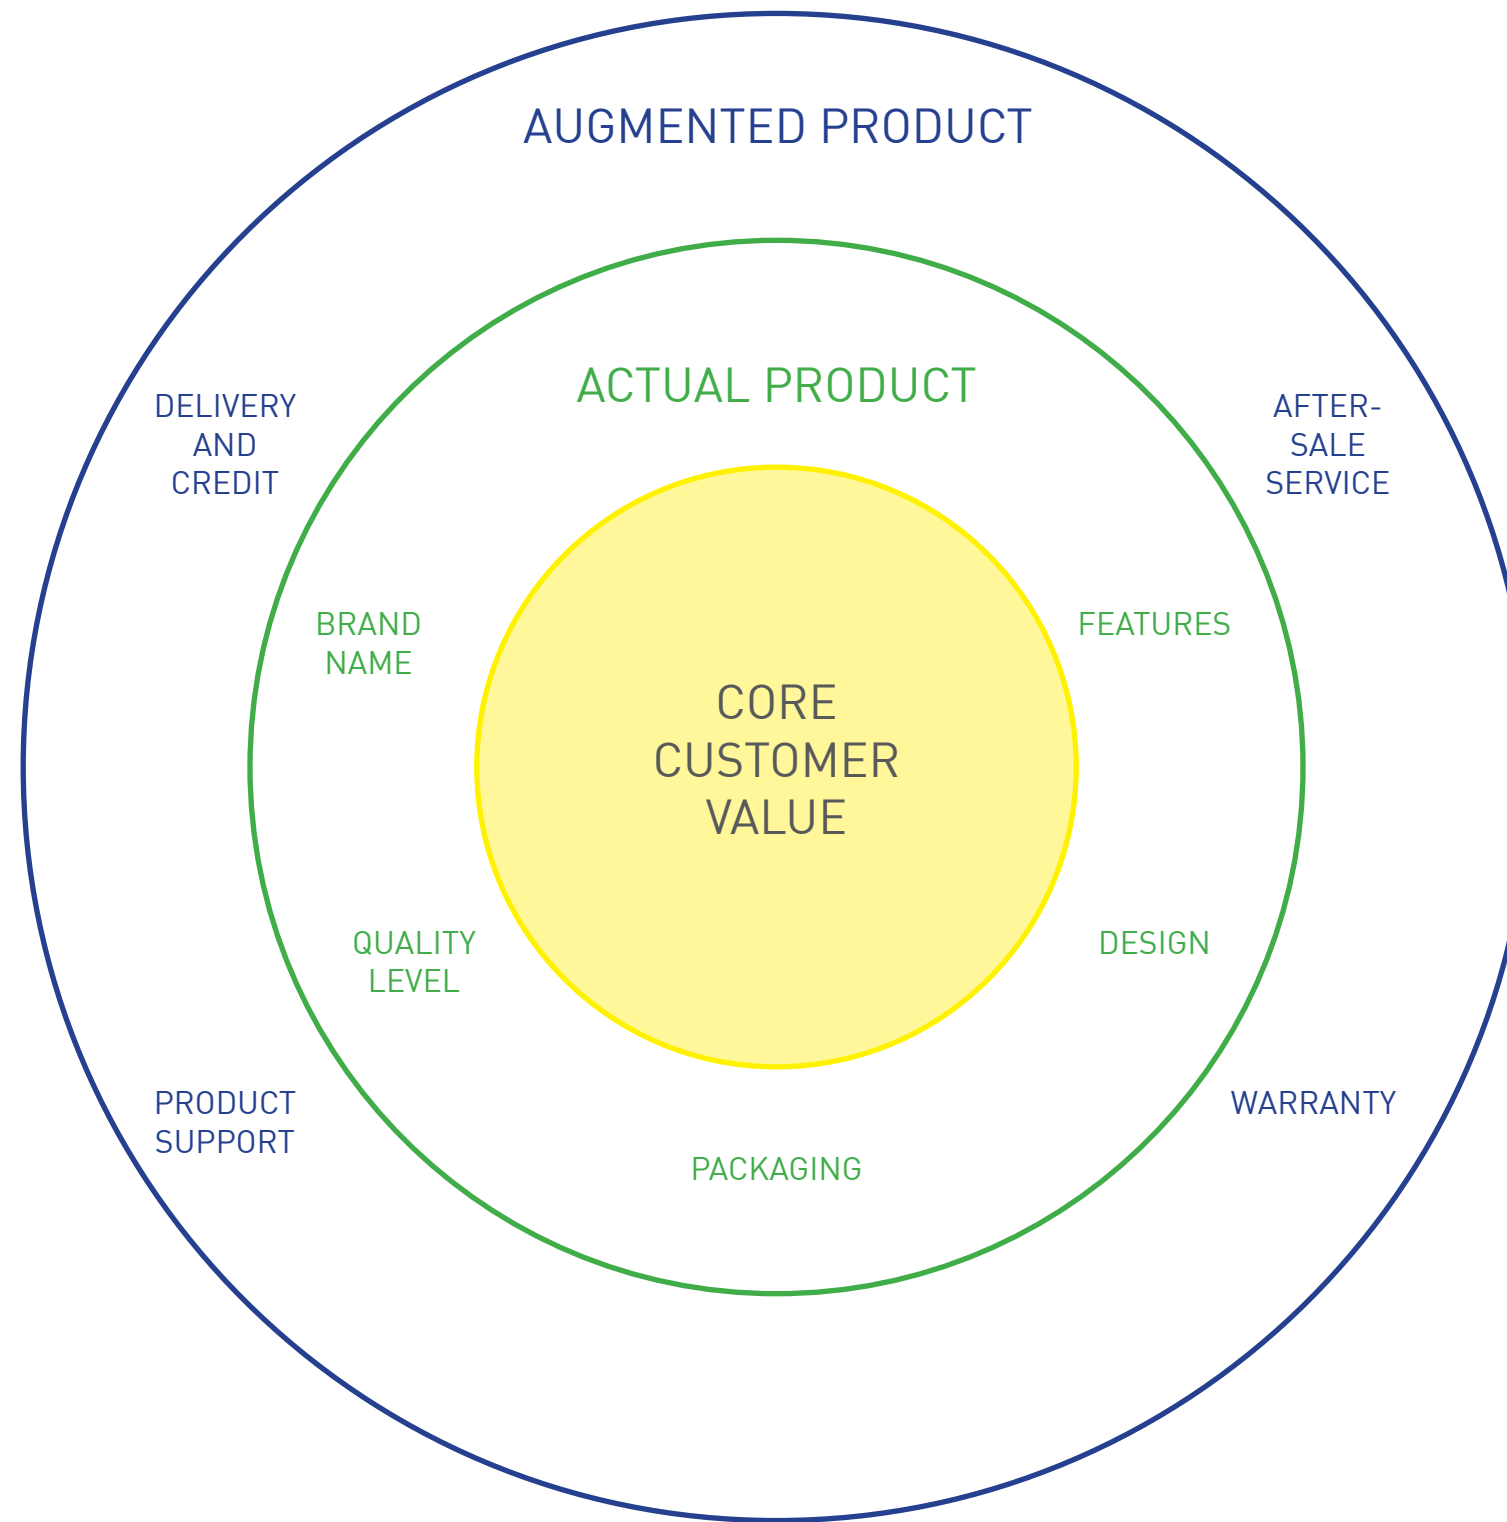 AUGMENTED PRODUCT
ACTUAL PRODUCT
DELIVERY
AND
CREDIT
AFTER-
SALE
SERVICE
BRAND
NAME
FEATURES
CORE
CUSTOMER
VALUE
QUALITY
LEVEL
DESIGN
PRODUCT
SUPPORT
WARRANTY
PACKAGING